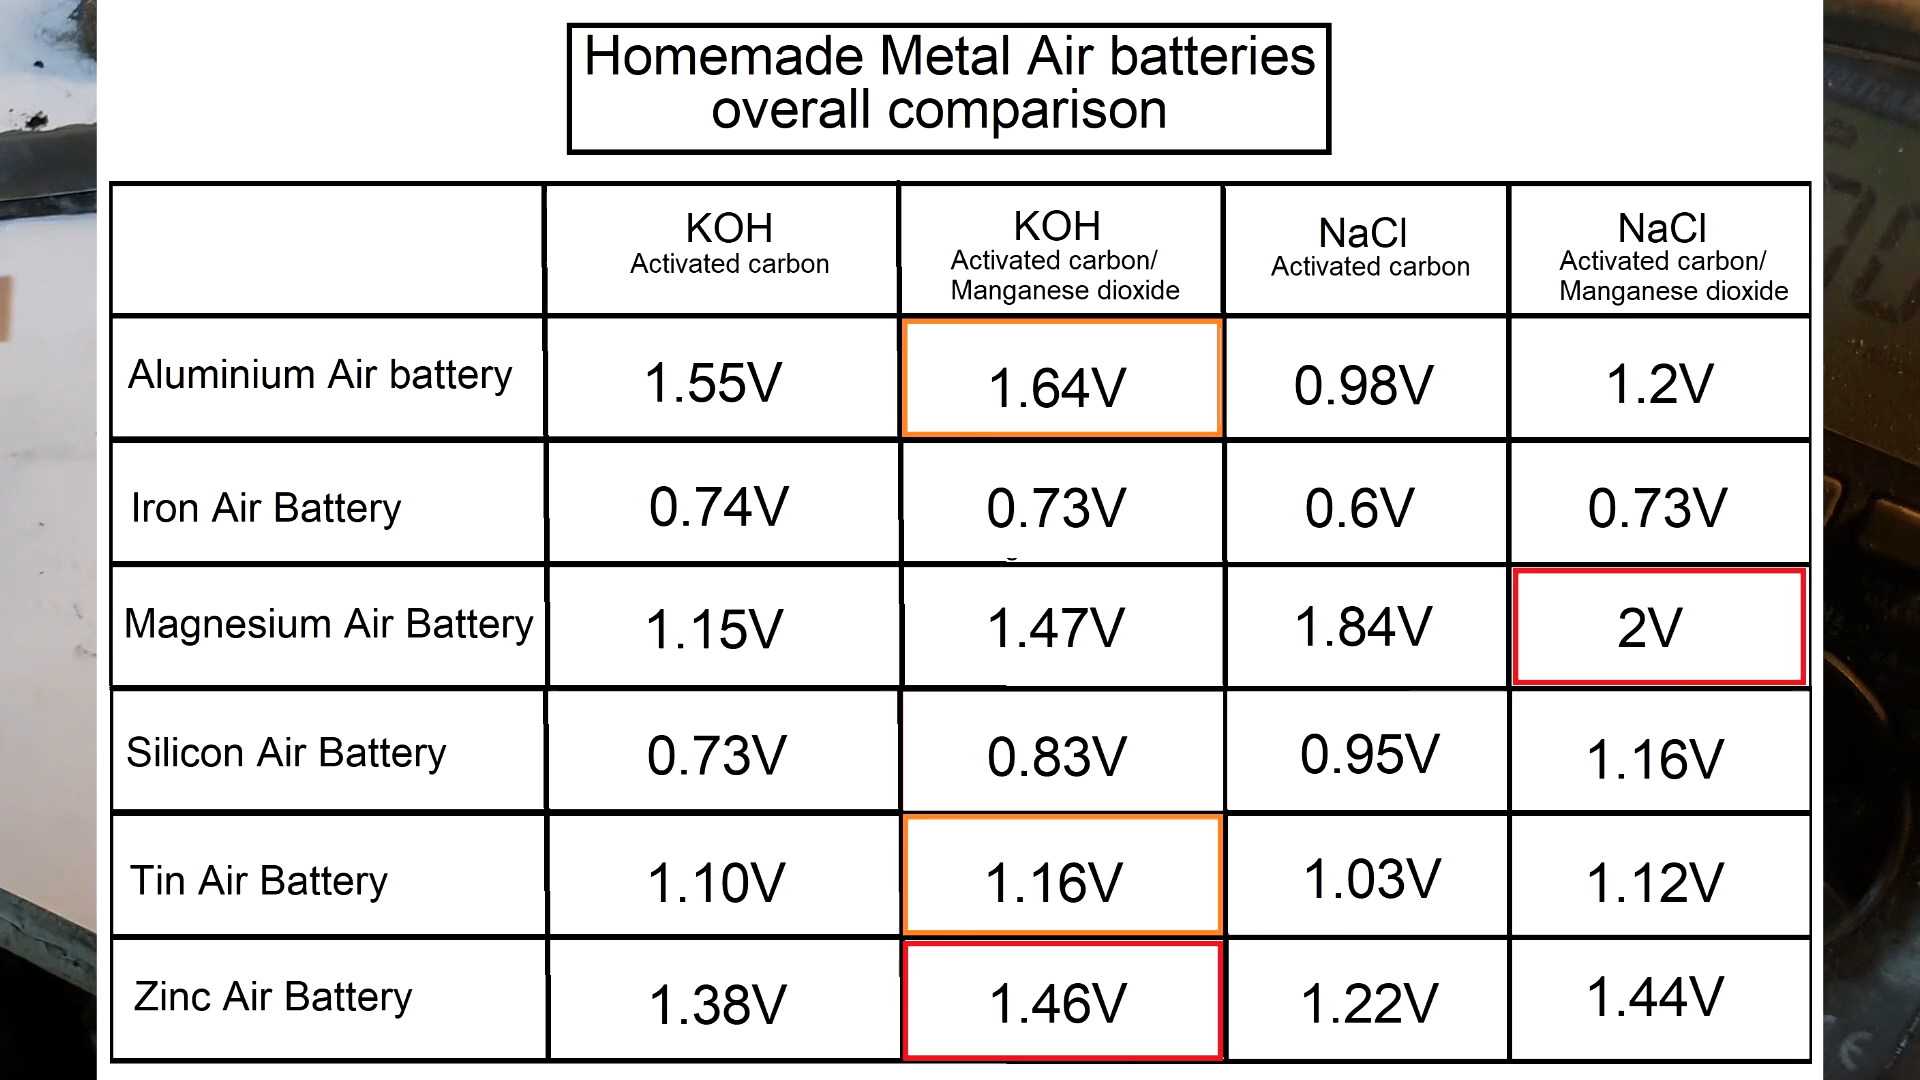 Homemade Metal Air batteries
overall comparison
KOH
Activated carbon
KOH
Activated carbon/
Manganese dioxide
NaCl
Activated carbon
NaCl
Activated carbon/
Manganese dioxide
Aluminium Air battery 1.55V 1.64V 0.98V 1.2V
Iron Air Battery 0.74V 0.73V 0.6V 0.73V
Magnesium Air Battery 1.15V 1.47V 1.84V 2V
Silicon Air Battery 0.73V 0.83V 0.95V 1.16V
Tin Air Battery 1.10V 1.16V 1.03V 1.12V
Zinc Air Battery 1.38V 1.46V 1.22V 1.44V